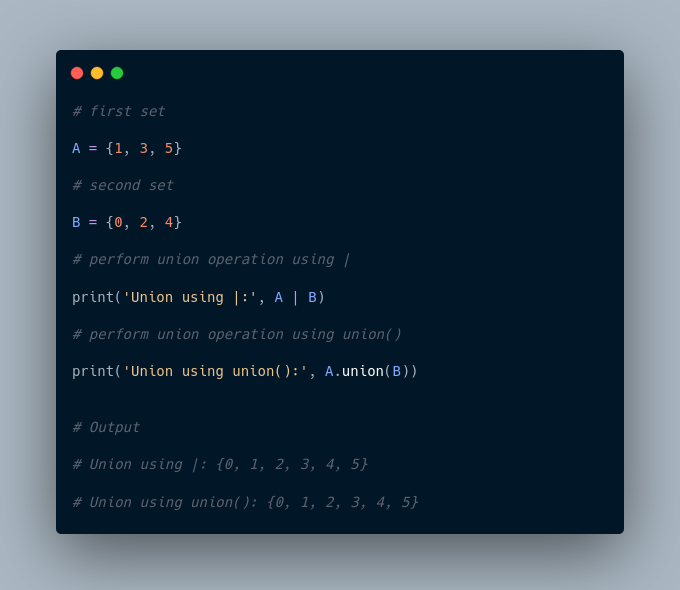 # first set
A = {1, 3, 5}
# second set
B = {0, 2, 4}
# perform union operation using |
print('Union using |:', A | B)
# perform union operation using union()
print('Union using union():', A.union(B))
# Output
# Union using |: {0, 1, 2, 3, 4, 5}
# Union using union(): {0, 1, 2, 3, 4, 5}